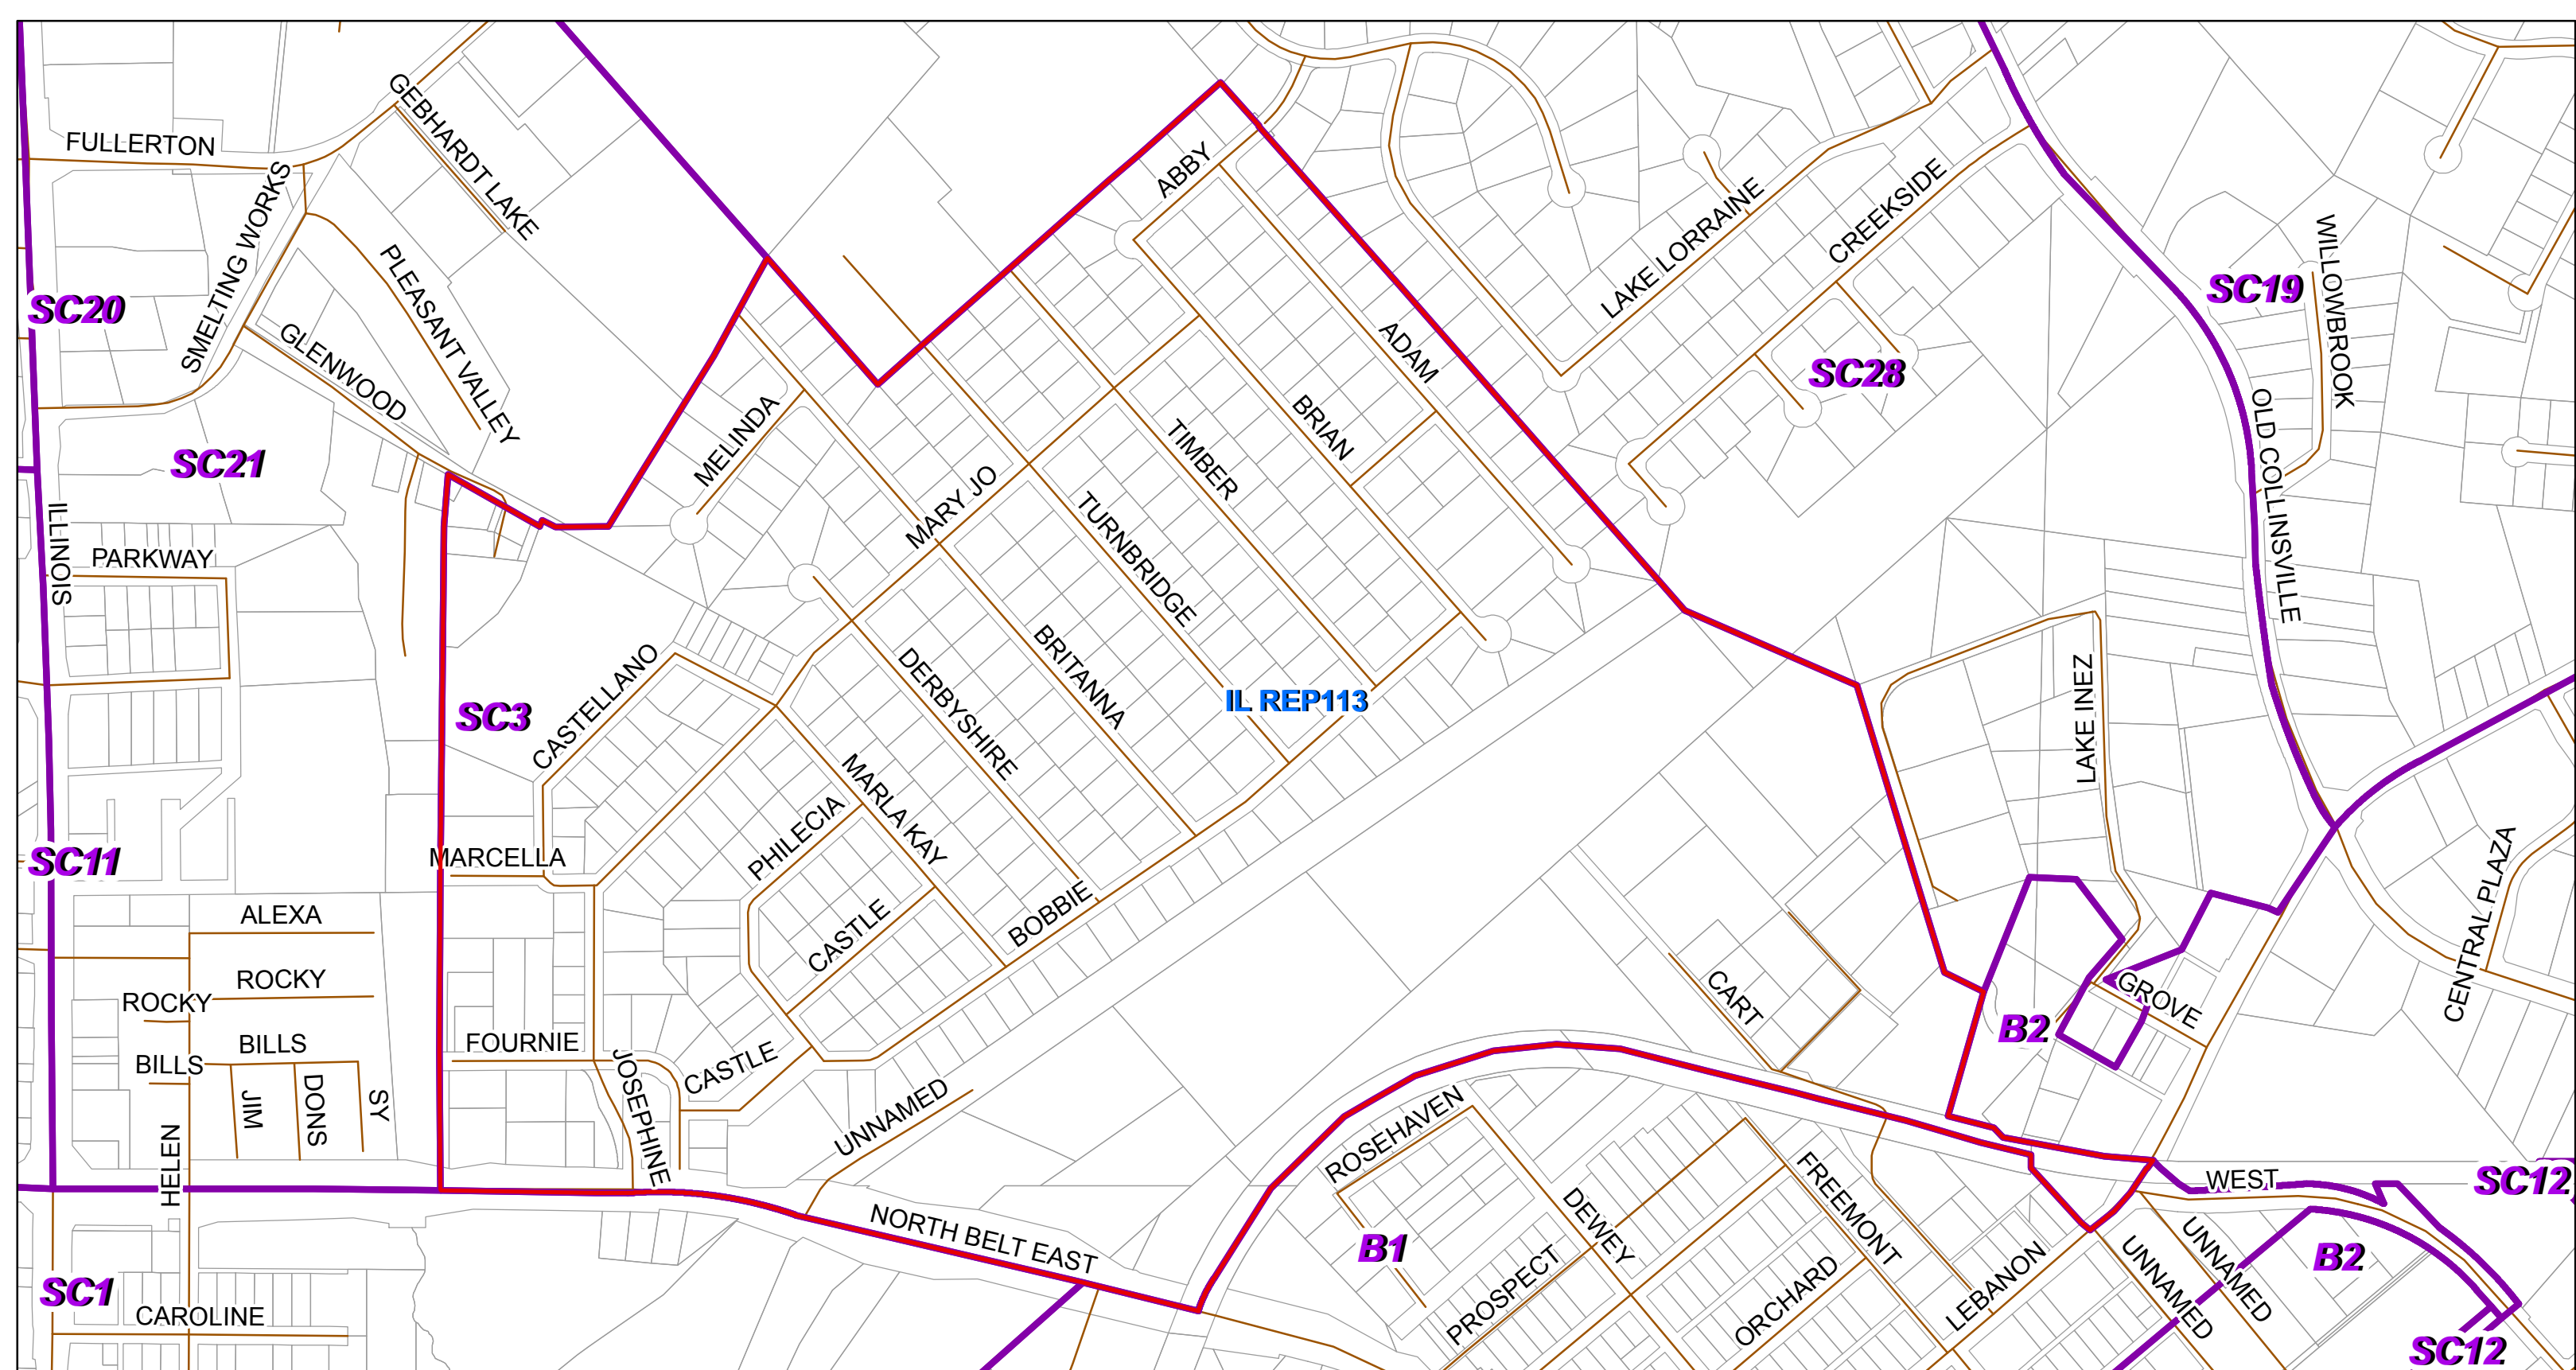 GEBHARDT LAKE
FULLERTON
ABBY
SMELTING WORKS
PLEASANT VALLEY
LAKE LORRAINE
CREEKSIDE
WILLOWBROOK
SC20
SC19
GLENWOOD
ADAM
SC28
MELINDA
BRIAN
OLD COLLINSVILLE
SC21
TIMBER
MARY JO
TURNBRIDGE
ILLINOIS
PARKWAY
BRITANNA
CASTELLANO
DERBYSHIRE
LAKE INEZ
IL REP113
SC3
MARLA KAY
PHILECIA
CENTRAL PLAZA
SC11
MARCELLA
BOBBIE
CASTLE
ALEXA
ROCKY
ROCKY
CART
GROVE
B2
FOURNIE
BILLS
BILLS
JOSEPHINE
CASTLE
JIM
DONS
SY
UNNAMED
ROSEHAVEN
HELEN
FREEMONT
WEST
SC12
DEWEY
NORTH BELT EAST
B1
UNNAMED
UNNAMED
B2
LEBANON
PROSPECT
ORCHARD
SC1
CAROLINE
SC12